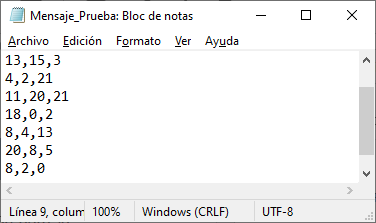 Mensaje_Prueba: Bloc de notas
Archivo Edición Formato Ver Ayuda
13,15,3
4,2,21
11,20,21
18,0,2
8,4,13
20,8,5
8,2,0
Línea 9, colum 100% Windows (CRLF) UTF-8